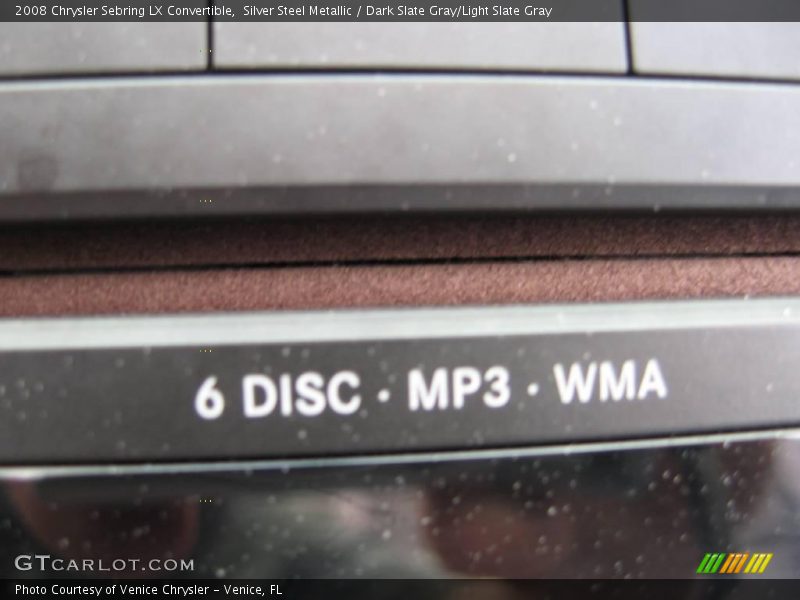 2008 Chrysler Sebring LX Convertible,  Silver Steel Metallic / Dark Slate Gray/Light Slate Gray
6 DISC · MP3 · WMA
GTCARLOT.COM
Photo Courtesy of Venice Chrysler - Venice, FL